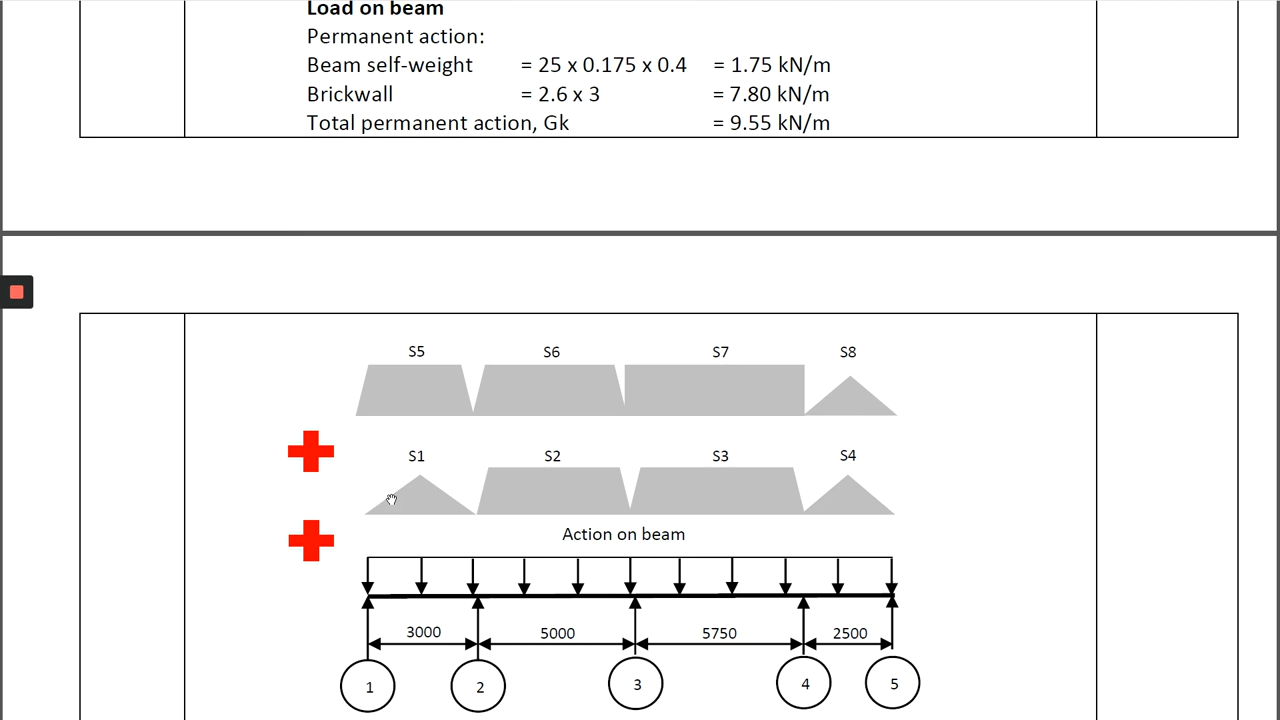 Load on beam
Permanent action:
Beam self-weight = 25 x 0.175 x 0.4 = 1.75 kN/m
Brickwall = 2.6 x 3 = 7.80 kN/m
Total permanent action, Gk = 9.55 kN/m
S5 S6 S7 S8
S1 S2 S3 S4
Action on beam
3000 5000 5750 2500
1 2 3 4 5